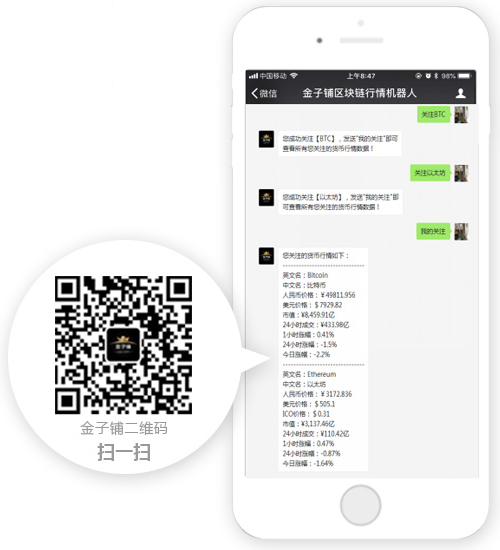 中国移动
上午8:47
96%
微信
金子铺区块链行情机器人
关注BTC
您成功关注【BTC】，发送"我的关注"即可
查看所有您关注的货币行情数据！
关注以太坊
您成功关注【以太坊】，发送"我的关注"即
可查看所有您关注的货币行情数据！
我的关注
您关注的货币行情如下：
英文名：Bitcoin
中文名：比特币
人民币价格：￥49811.956
美元价格：＄7929.82
市值：¥8,459.91亿
24小时成交：¥433.98亿
1小时涨幅：0.41%
24小时涨幅：-1.5%
今日涨幅：-2.2%
英文名：Ethereum
中文名：以太坊
人民币价格：￥3172.836
美元价格：＄505.1
ICO价格：＄0.31
市值：¥3,137.46亿
24小时成交：¥110.42亿
1小时涨幅：0.47%
24小时涨幅：-0.87%
今日涨幅：-1.64%
金子铺
金子铺二维码
扫一扫